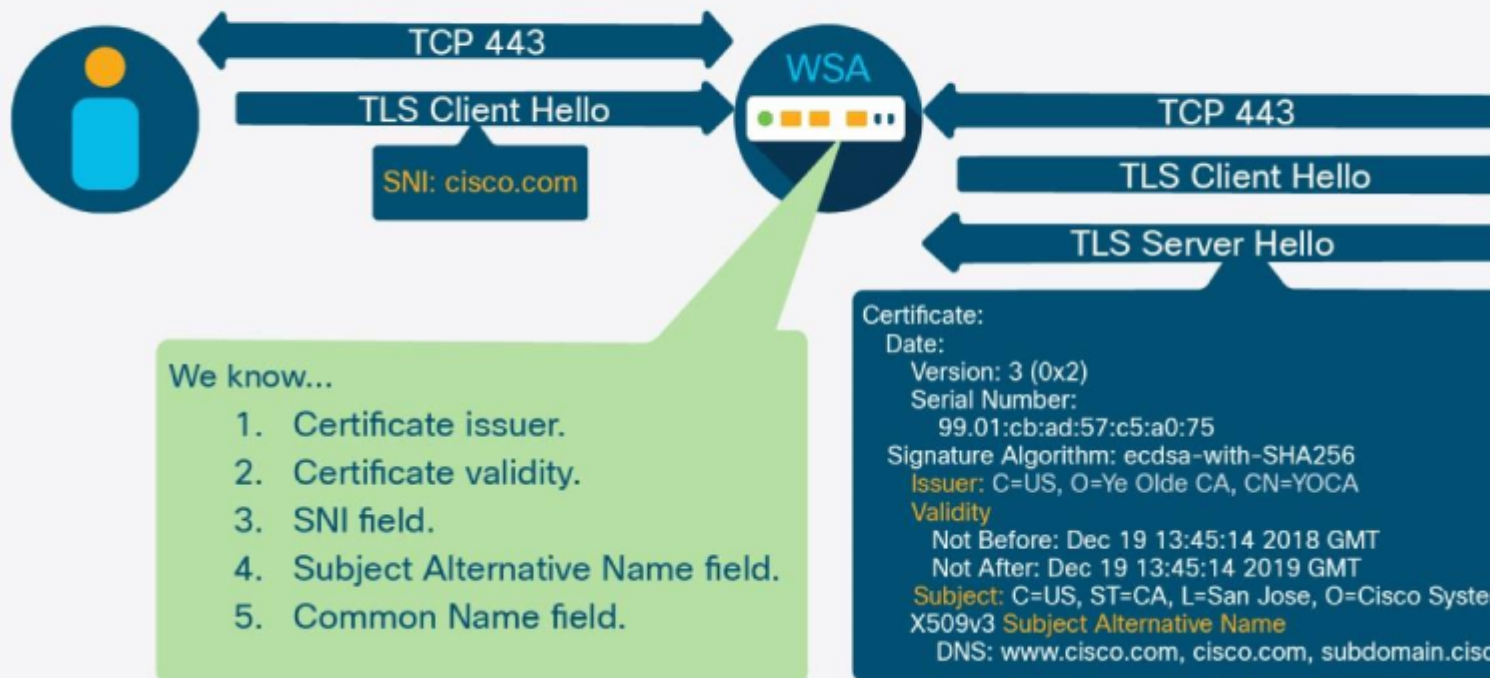 TCP 443
TLS Client Hello
SNI: cisco.com
WSA
TCP 443
TLS Client Hello
TLS Server Hello
We know...
1. Certificate issuer.
2. Certificate validity.
3. SNI field.
4. Subject Alternative Name field.
5. Common Name field.
Certificate:
Date:
Version: 3 (0x2)
Serial Number:
99.01:cb:ad:57:c5:a0:75
Signature Algorithm: ecdsa-with-SHA256
Issuer: C=US, O=Ye Olde CA, CN=YOCA
Validity
Not Before: Dec 19 13:45:14 2018 GMT
Not After: Dec 19 13:45:14 2019 GMT
Subject: C=US, ST=CA, L=San Jose, O=Cisco Syste
X509v3 Subject Alternative Name
DNS: www.cisco.com, cisco.com, subdomain.cisc